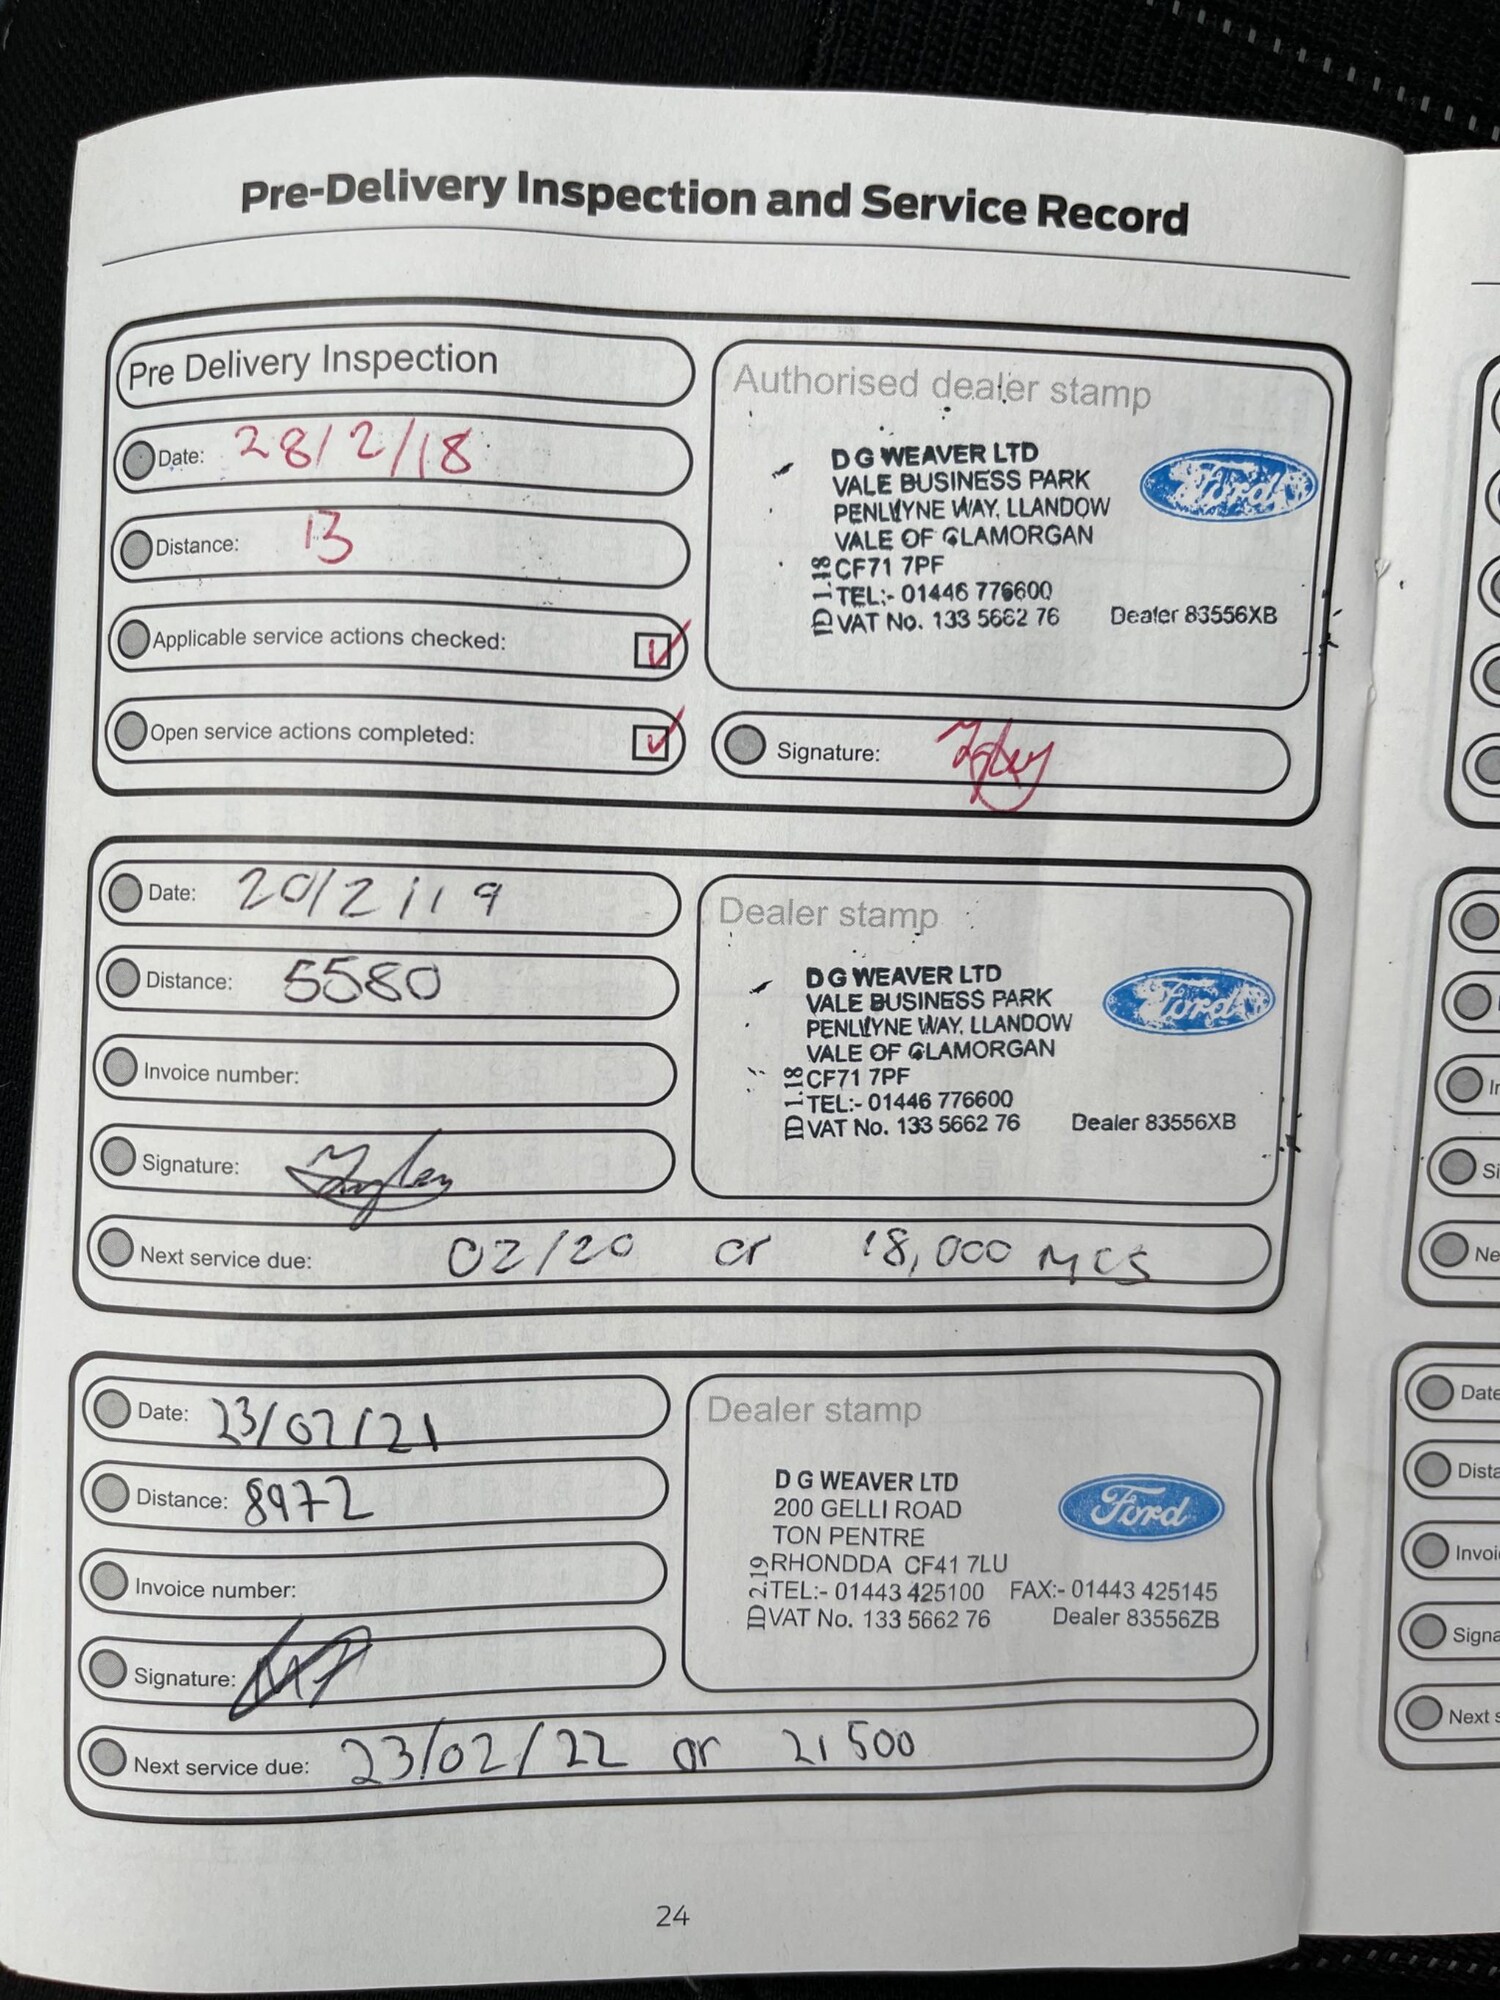 Pre-Delivery Inspection and Service Record
Pre Delivery Inspection
Date: 28/2/18
Distance: 13
Applicable service actions checked:
Open service actions completed:
Authorised dealer stamp
D G WEAVER LTD
VALE BUSINESS PARK
PENLLYNE WAY, LLANDOW
VALE OF GLAMORGAN
CF71 7PF
TEL:- 01446 776600
VAT No. 133 5662 76 Dealer 83556XB
ID 1.18
Ford
Signature:
Date: 20/2/19
Distance: 5580
Invoice number:
Signature:
Dealer stamp
D G WEAVER LTD
VALE BUSINESS PARK
PENLLYNE WAY, LLANDOW
VALE OF GLAMORGAN
CF71 7PF
TEL:- 01446 776600
VAT No. 133 5662 76 Dealer 83556XB
ID 1.18
Ford
Next service due: 02/20 or 18,000
Date: 23/02/21
Distance: 8972
Invoice number:
Signature:
Dealer stamp
D G WEAVER LTD
200 GELLI ROAD
TON PENTRE
RHONDDA CF41 7LU
TEL:- 01443 425100 FAX:- 01443 425145
VAT No. 133 5662 76 Dealer 83556ZB
ID 2.19
Ford
Next service due: 23/02/22 or 21500
24
Date
Dista
Invoi
Signa
Next s